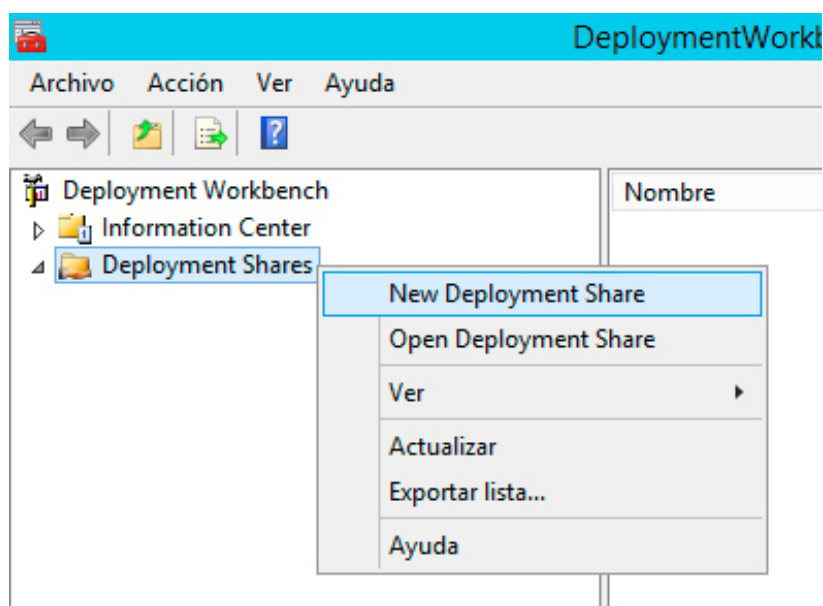 DeploymentWorkb
Archivo Acción Ver Ayuda
Deployment Workbench
Nombre
Information Center
Deployment Shares
New Deployment Share
Open Deployment Share
Ver
Actualizar
Exportar lista...
Ayuda